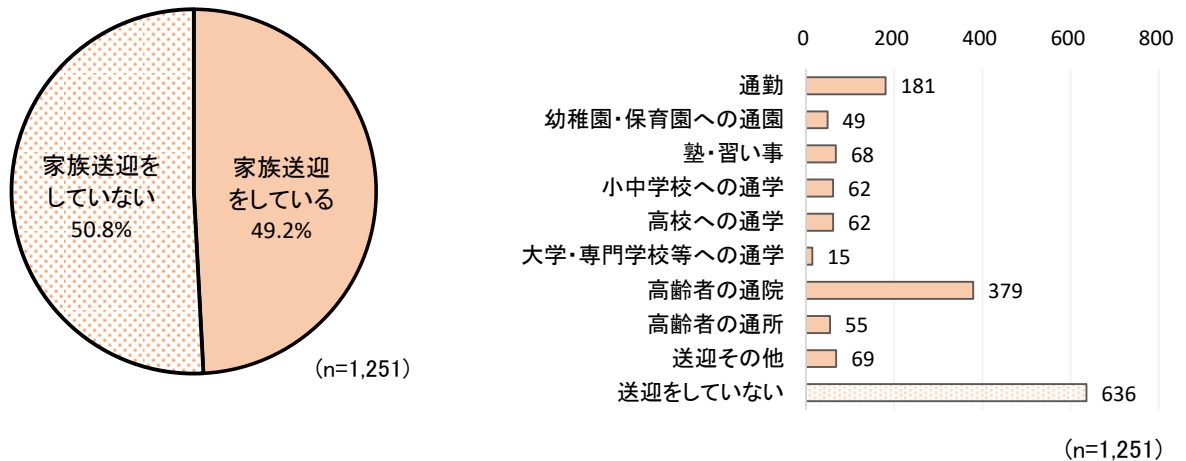 家族送迎を
していない
50.8%
家族送迎
をしている
49.2%
(n=1,251)
0 200 400 600 800
通勤 181
幼稚園・保育園への通園 49
塾・習い事 68
小中学校への通学 62
高校への通学 62
大学・専門学校等への通学 15
高齢者の通院 379
高齢者の通所 55
送迎その他 69
送迎をしていない 636
(n=1,251)